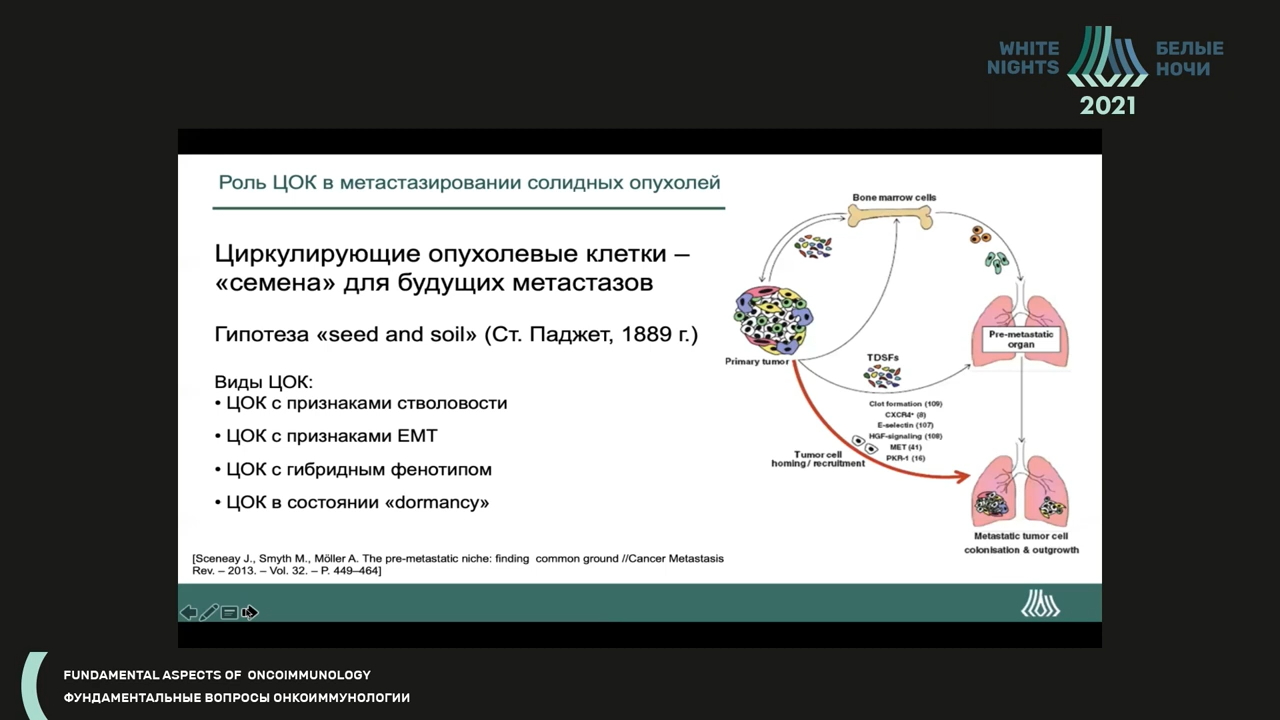 WHITE
NIGHTS
БЕЛЫЕ
НОЧИ
2021
Роль ЦОК в метастазировании солидных опухолей
Циркулирующие опухолевые клетки –
«семена» для будущих метастазов
Гипотеза «seed and soil» (Ст. Паджет, 1889 г.)
Виды ЦОК:
• ЦОК с признаками стволовости
• ЦОК с признаками ЕМТ
• ЦОК с гибридным фенотипом
• ЦОК в состоянии «dormancy»
[Sceneay J., Smyth M., Möller A. The pre-metastatic niche: finding common ground //Cancer Metastasis
Rev. – 2013. – Vol. 32. – P. 449–464]
Bone marrow cells
Primary tumor
Pre-metastatic
organ
TDSFs
Clot formation (109)
CXCR4⁺ (8)
E-selectin (107)
HGF-signaling (108)
MET (41)
PKR-1 (16)
Tumor cell
homing / recruitment
Metastatic tumor cell
colonisation & outgrowth
FUNDAMENTAL ASPECTS OF ONCOIMMUNOLOGY
ФУНДАМЕНТАЛЬНЫЕ ВОПРОСЫ ОНКОИММУНОЛОГИИ